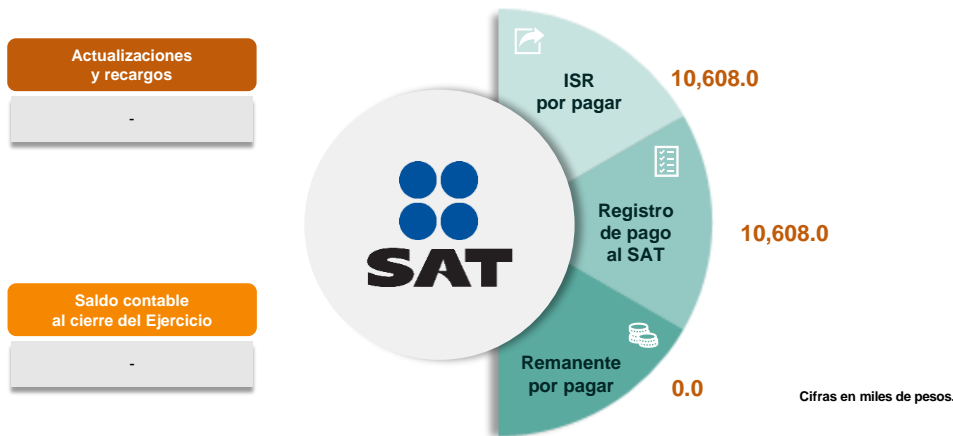 Actualizaciones
y recargos
-
Saldo contable
al cierre del Ejercicio
-
SAT
ISR
por pagar
10,608.0
Registro
de pago
al SAT
10,608.0
Remanente
por pagar
0.0
Cifras en miles de pesos.